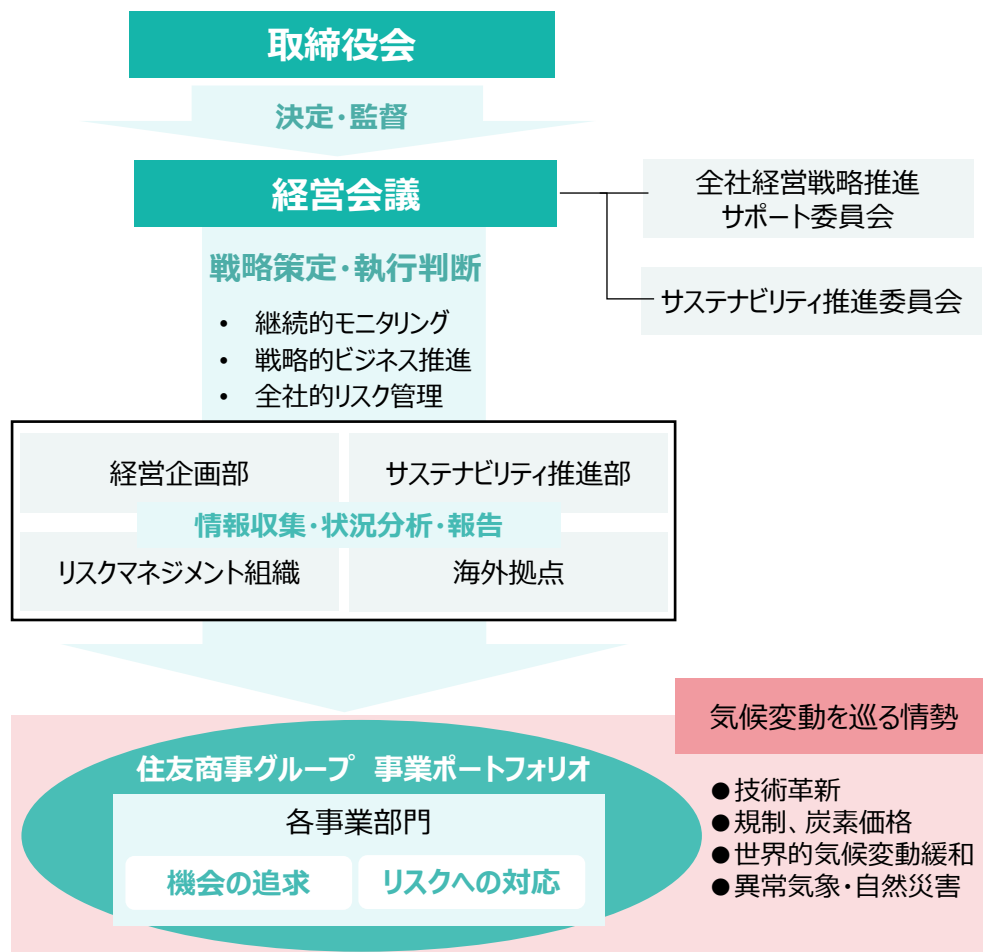 取締役会
決定・監督
経営会議
全社経営戦略推進
サポート委員会
サステナビリティ推進委員会
戦略策定・執行判断
• 継続的モニタリング
• 戦略的ビジネス推進
• 全社的リスク管理
経営企画部
サステナビリティ推進部
情報収集・状況分析・報告
リスクマネジメント組織
海外拠点
気候変動を巡る情勢
●技術革新
●規制、炭素価格
●世界的気候変動緩和
●異常気象・自然災害
住友商事グループ 事業ポートフォリオ
各事業部門
機会の追求
リスクへの対応